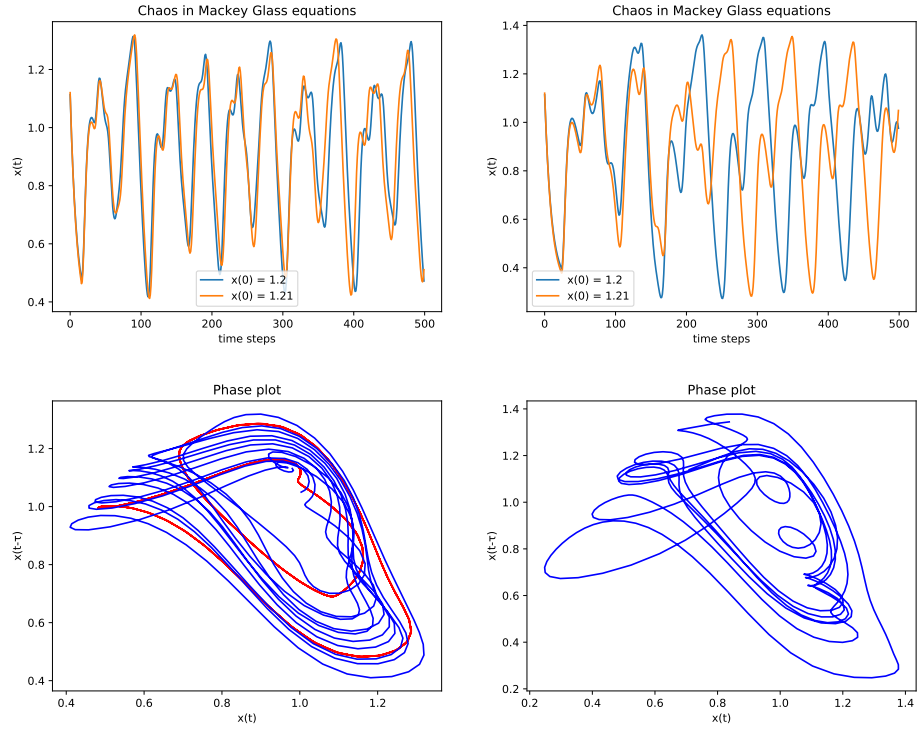 Chaos in Mackey Glass equations
x(t)
1.2
1.0
0.8
0.6
0.4
x(0) = 1.2
x(0) = 1.21
0 100 200 300 400 500
time steps
Chaos in Mackey Glass equations
x(t)
1.4
1.2
1.0
0.8
0.6
0.4
x(0) = 1.2
x(0) = 1.21
0 100 200 300 400 500
time steps
Phase plot
x(t-τ)
1.2
1.0
0.8
0.6
0.4
0.4 0.6 0.8 1.0 1.2
x(t)
Phase plot
x(t-τ)
1.4
1.2
1.0
0.8
0.6
0.4
0.2
0.2 0.4 0.6 0.8 1.0 1.2 1.4
x(t)